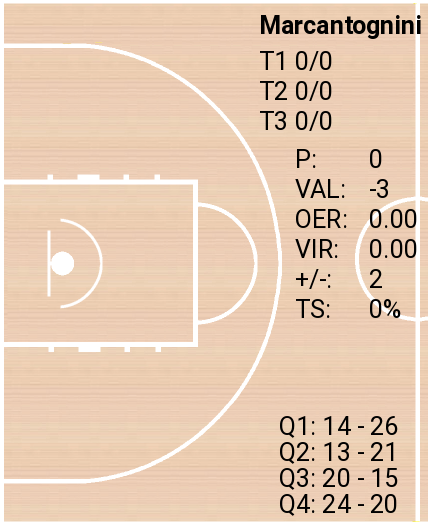 Marcantognini
T1 0/0
T2 0/0
T3 0/0
P: 0
VAL: -3
OER: 0.00
VIR: 0.00
+/-: 2
TS: 0%
Q1: 14 - 26
Q2: 13 - 21
Q3: 20 - 15
Q4: 24 - 20